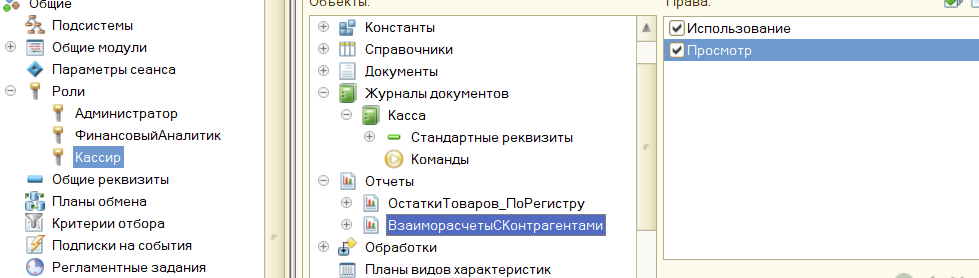 Общие
Подсистемы
Общие модули
Параметры сеанса
Роли
Администратор
ФинансовыйАналитик
Кассир
Общие реквизиты
Планы обмена
Критерии отбора
Подписки на события
Регламентные задания
Объекты:
Константы
Справочники
Документы
Журналы документов
Касса
Стандартные реквизиты
Команды
Отчеты
ОстаткиТоваров_ПоРегистру
ВзаиморасчетыСКонтрагентами
Обработки
Планы видов характеристик
Права:
Использование
Просмотр